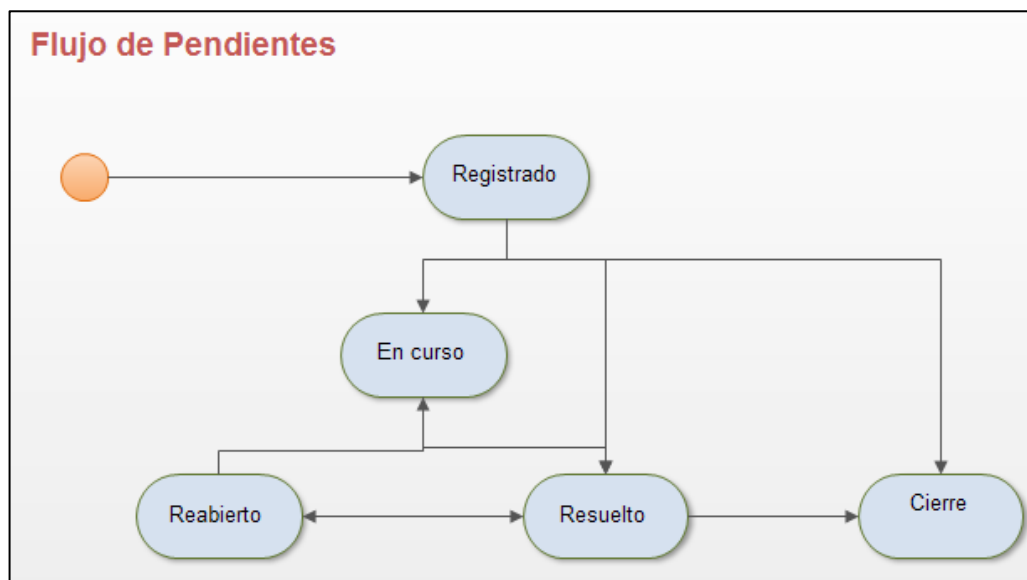 Flujo de Pendientes
Registrado
En curso
Reabierto
Resuelto
Cierre